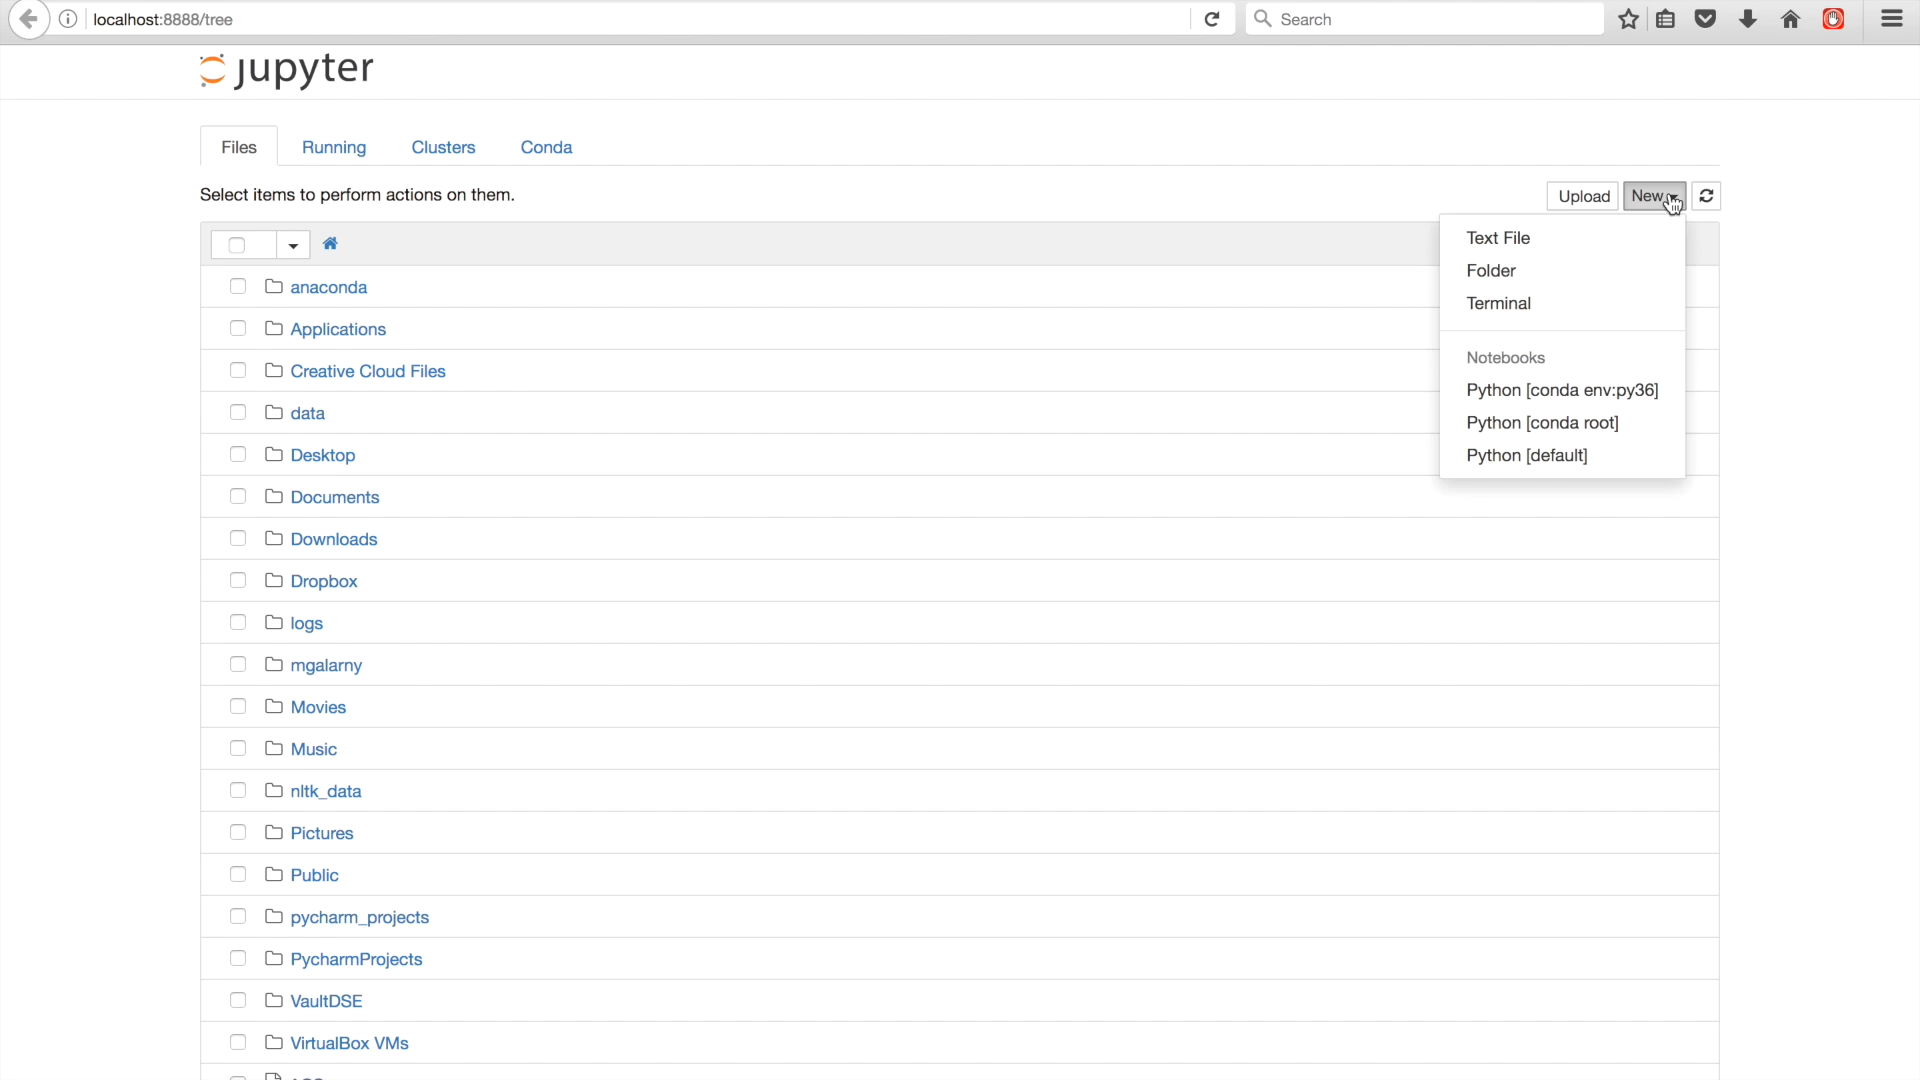 localhost:8888/tree
Search
jupyter
Files Running Clusters Conda
Select items to perform actions on them.
Upload New
Text File
Folder
Terminal
Notebooks
Python [conda env:py36]
Python [conda root]
Python [default]
anaconda
Applications
Creative Cloud Files
data
Desktop
Documents
Downloads
Dropbox
logs
mgalarny
Movies
Music
nltk_data
Pictures
Public
pycharm_projects
PycharmProjects
VaultDSE
VirtualBox VMs